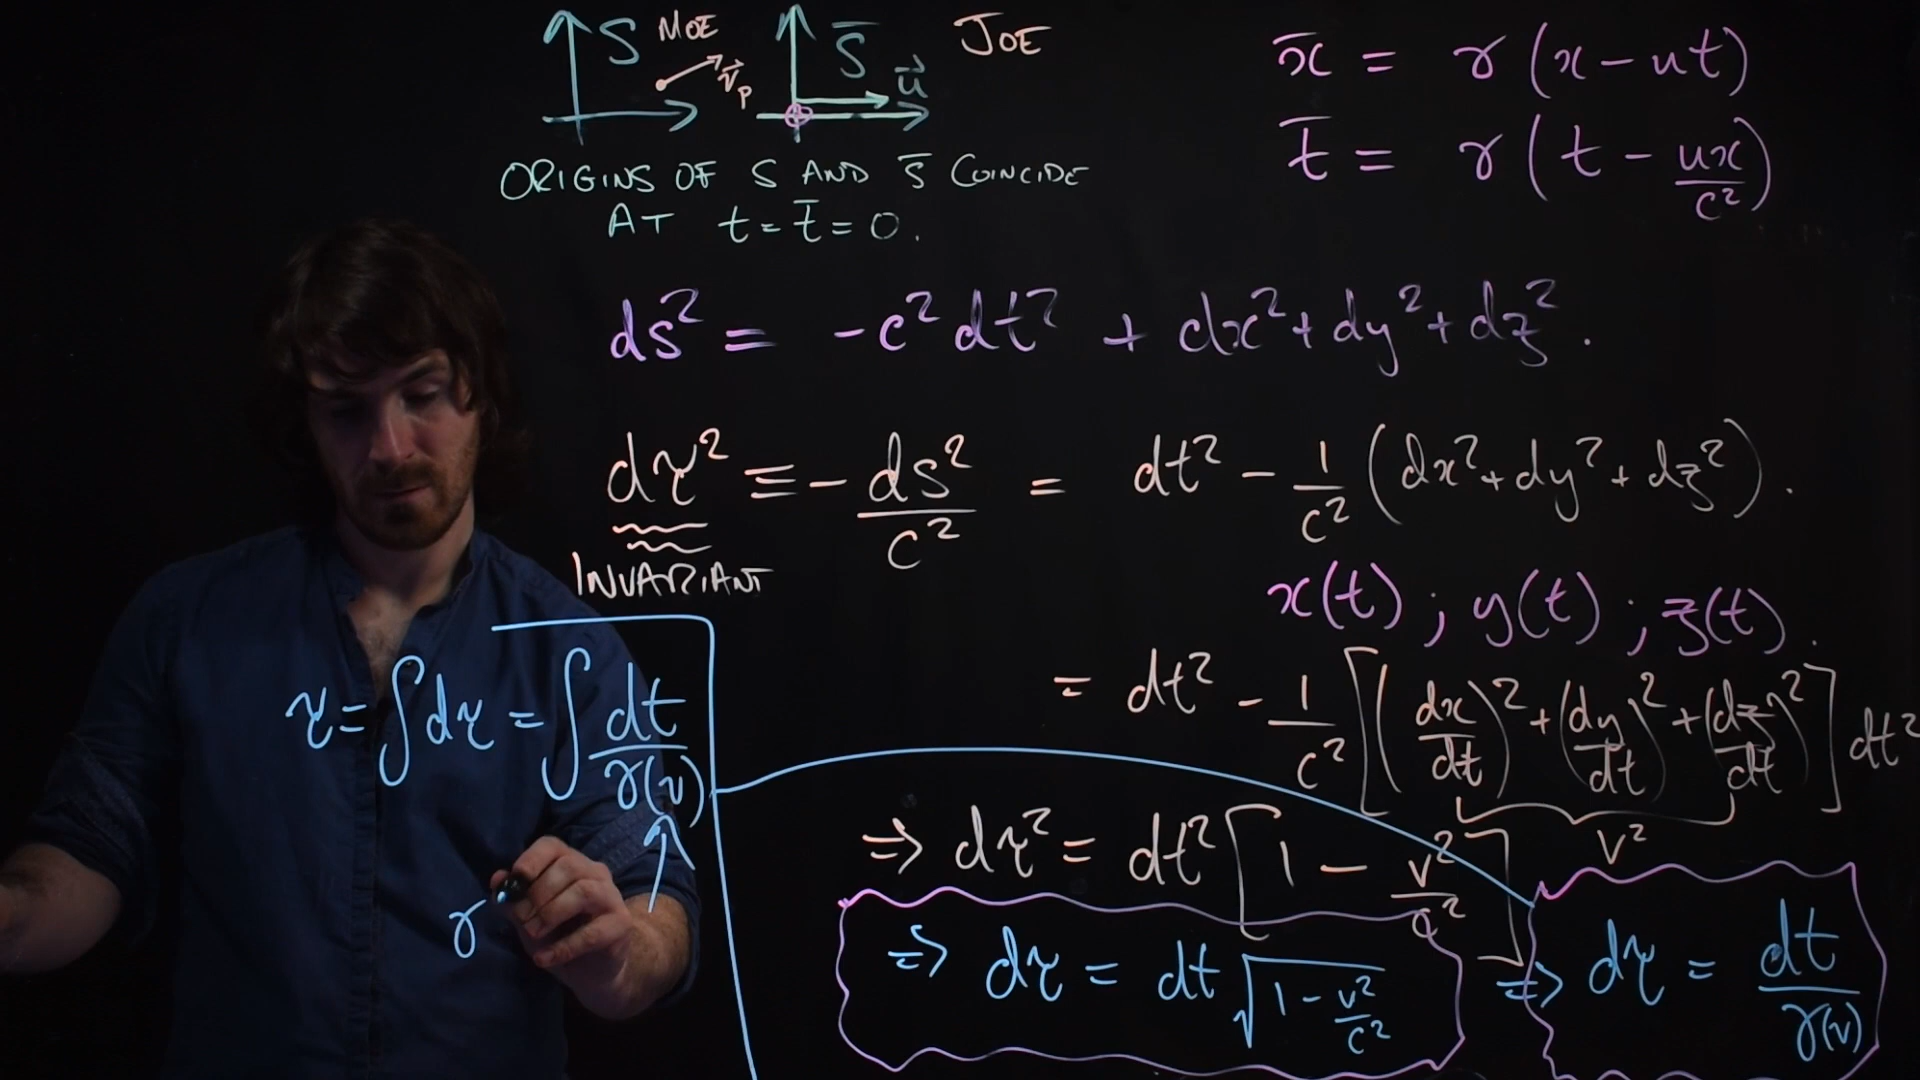 S MOE v⃗ₚ S̄ u⃗ JOE
ORIGINS OF S AND S̄ COINCIDE
AT t = t̄ = 0.
x̄ = γ(x − ut)
t̄ = γ(t − ux/c²)
ds² = −c²dt² + dx² + dy² + dz².
dτ² ≡ −ds²/c² = dt² − 1/c² (dx² + dy² + dz²).
INVARIANT
x(t) ; y(t) ; z(t).
= dt² − 1/c² [(dx/dt)² + (dy/dt)² + (dz/dt)²] dt²
v²
⇒ dτ² = dt² [1 − v²/c²]
⇒ dτ = dt √(1 − v²/c²)
⇒ dτ = dt/γ(v)
τ = ∫dτ = ∫ dt/γ(v)
γ